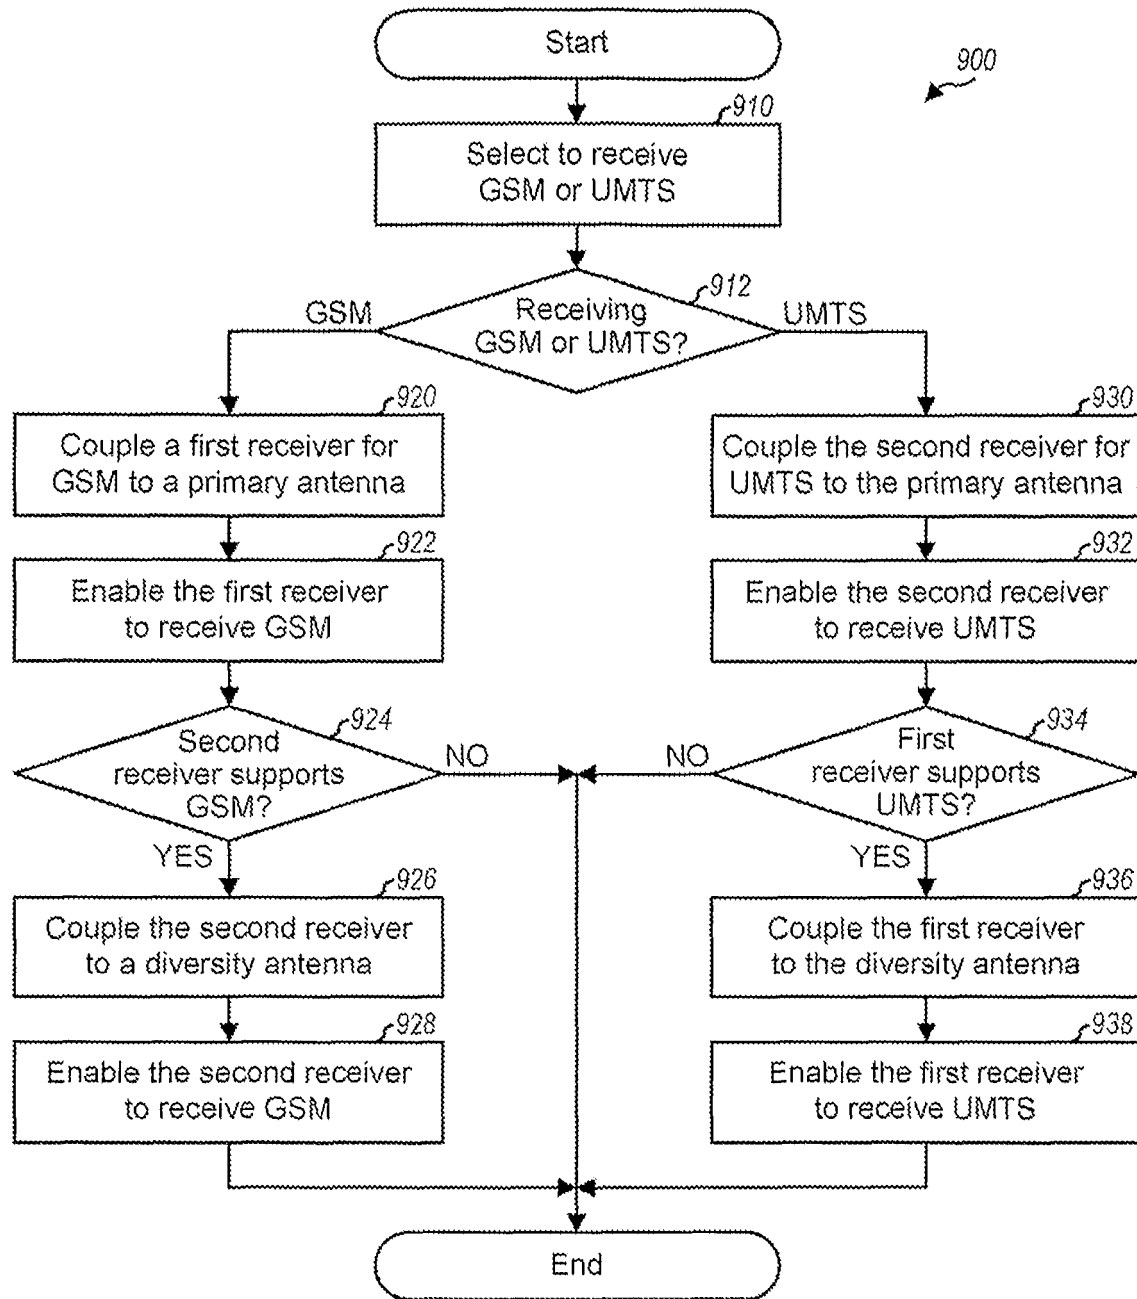 Start
900
910
Select to receive
GSM or UMTS
912
GSM
Receiving
GSM or UMTS?
UMTS
920
Couple a first receiver for
GSM to a primary antenna
930
Couple the second receiver for
UMTS to the primary antenna
922
Enable the first receiver
to receive GSM
932
Enable the second receiver
to receive UMTS
924
Second
receiver supports
GSM?
NO
YES
934
First
receiver supports
UMTS?
NO
YES
926
Couple the second receiver
to a diversity antenna
936
Couple the first receiver
to the diversity antenna
928
Enable the second receiver
to receive GSM
938
Enable the first receiver
to receive UMTS
End